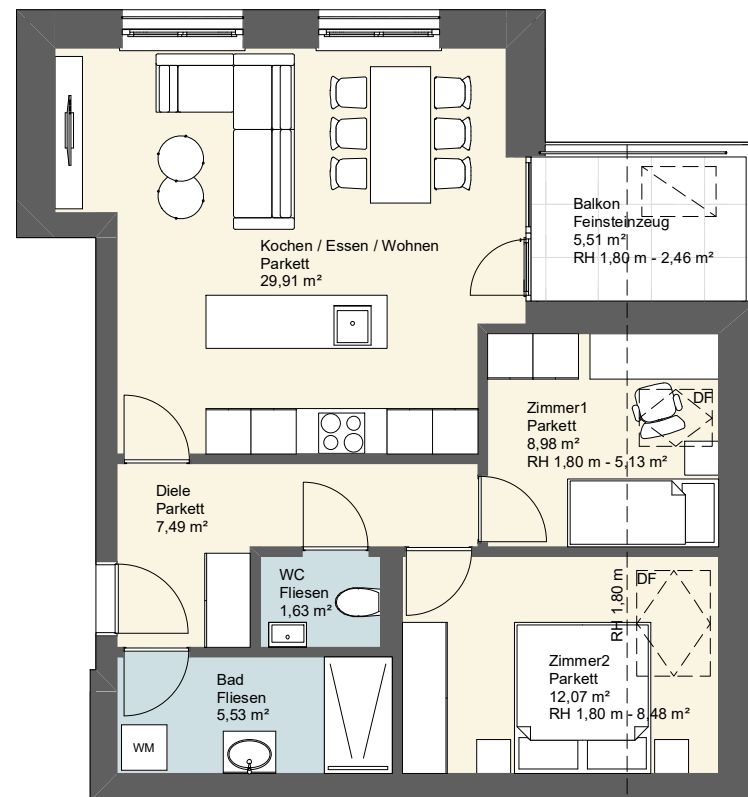 Balkon
Feinsteinzeug
5,51 m²
RH 1,80 m - 2,46 m²
Kochen / Essen / Wohnen
Parkett
29,91 m²
DF
Zimmer1
Parkett
8,98 m²
RH 1,80 m - 5,13 m²
Diele
Parkett
7,49 m²
WC
Fliesen
1,63 m²
DF
RH 1,80 m
Zimmer2
Parkett
12,07 m²
RH 1,80 m - 8,48 m²
Bad
Fliesen
5,53 m²
WM